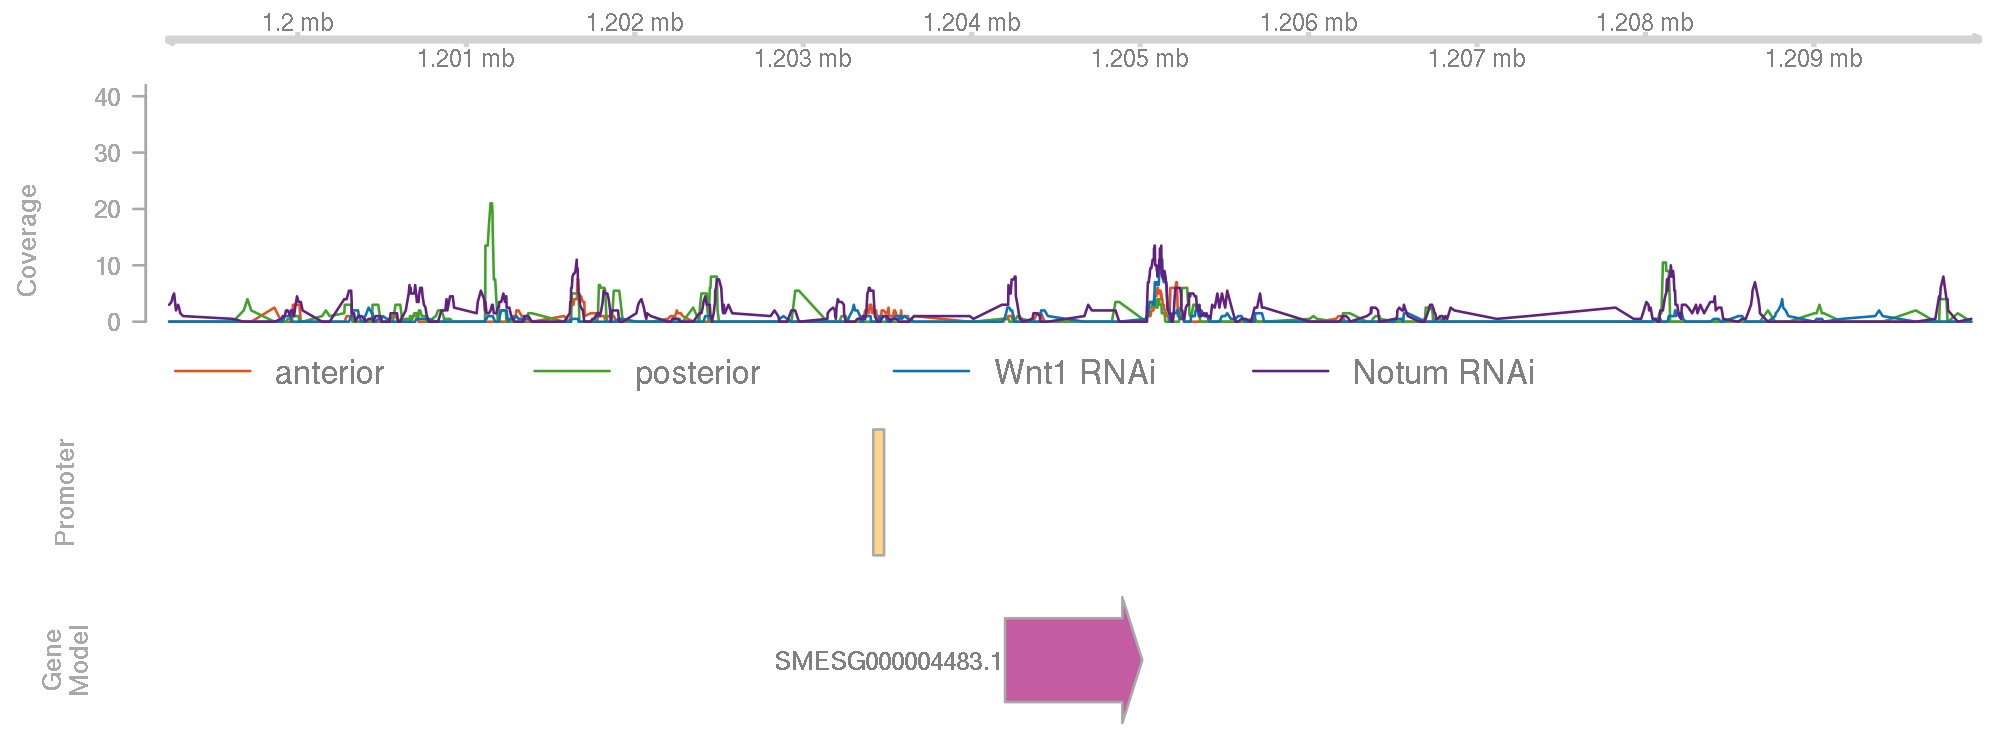 1.2 mb 1.202 mb 1.204 mb 1.206 mb 1.208 mb
1.201 mb 1.203 mb 1.205 mb 1.207 mb 1.209 mb
Coverage
40
30
20
10
0
anterior posterior Wnt1 RNAi Notum RNAi
Promoter
Gene
Model
SMESG000004483.1